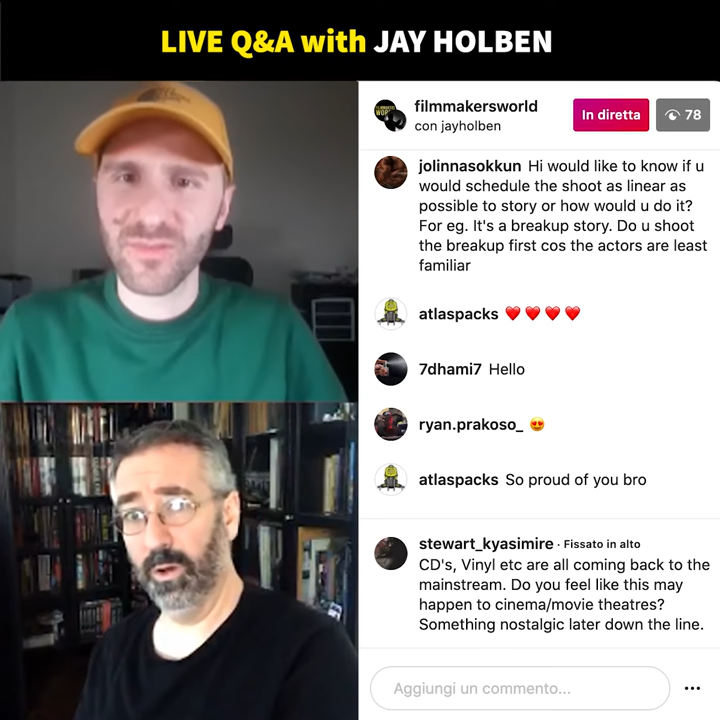 LIVE Q&A with JAY HOLBEN
filmmakersworld
con jayholben
In diretta
78
jolinnasokkun Hi would like to know if u
would schedule the shoot as linear as
possible to story or how would u do it?
For eg. It's a breakup story. Do u shoot
the breakup first cos the actors are least
familiar
atlaspacks ❤️❤️❤️❤️
7dhami7 Hello
ryan.prakoso_ 😍
atlaspacks So proud of you bro
stewart_kyasimire · Fissato in alto
CD's, Vinyl etc are all coming back to the
mainstream. Do you feel like this may
happen to cinema/movie theatres?
Something nostalgic later down the line.
Aggiungi un commento...